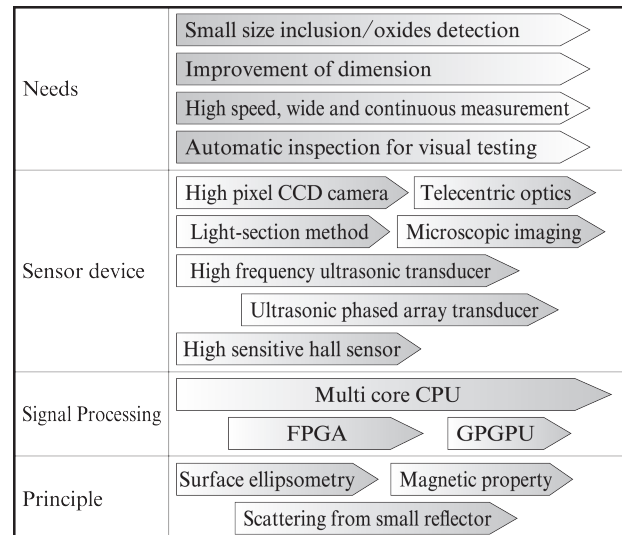 Needs
Small size inclusion/oxides detection
Improvement of dimension
High speed, wide and continuous measurement
Automatic inspection for visual testing
Sensor device
High pixel CCD camera
Telecentric optics
Light-section method
Microscopic imaging
High frequency ultrasonic transducer
Ultrasonic phased array transducer
High sensitive hall sensor
Signal Processing
Multi core CPU
FPGA
GPGPU
Principle
Surface ellipsometry
Magnetic property
Scattering from small reflector